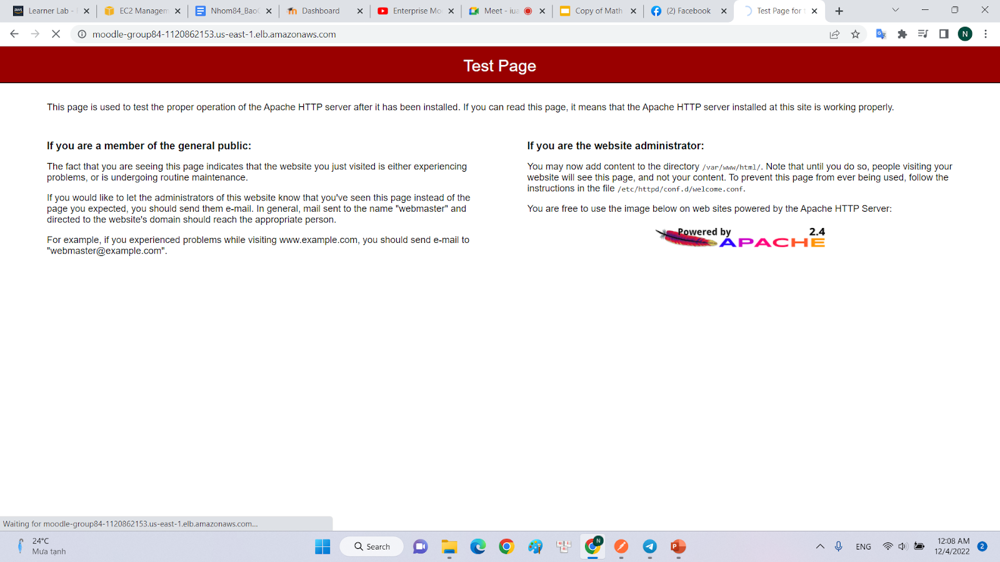 Learner Lab -
EC2 Managem
Nhom84_Bao
Dashboard
Enterprise Mo
Meet - iua
Copy of Math
(2) Facebook
Test Page for
moodle-group84-1120862153.us-east-1.elb.amazonaws.com
N
Test Page
This page is used to test the proper operation of the Apache HTTP server after it has been installed. If you can read this page, it means that the Apache HTTP server installed at this site is working properly.
If you are a member of the general public:
The fact that you are seeing this page indicates that the website you just visited is either experiencing
problems, or is undergoing routine maintenance.
If you would like to let the administrators of this website know that you've seen this page instead of the
page you expected, you should send them e-mail. In general, mail sent to the name "webmaster" and
directed to the website's domain should reach the appropriate person.
For example, if you experienced problems while visiting www.example.com, you should send e-mail to
"webmaster@example.com".
If you are the website administrator:
You may now add content to the directory /var/www/html/. Note that until you do so, people visiting your
website will see this page, and not your content. To prevent this page from ever being used, follow the
instructions in the file /etc/httpd/conf.d/welcome.conf.
You are free to use the image below on web sites powered by the Apache HTTP Server:
Powered by 2.4
APACHE
Waiting for moodle-group84-1120862153.us-east-1.elb.amazonaws.com...
24°C
Mưa tạnh
Search
N
ENG
12:08 AM
12/4/2022
2